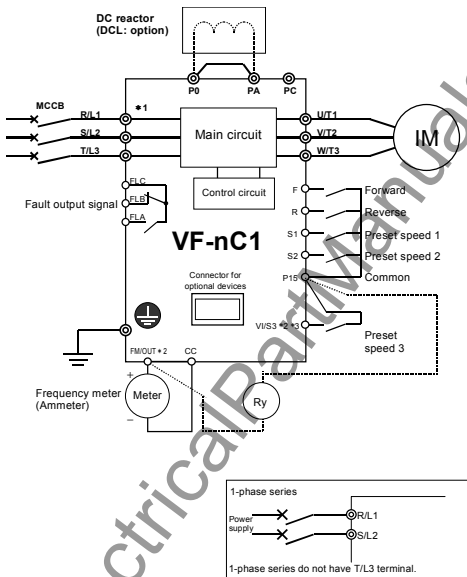 DC reactor
(DCL: option)
P0 PA PC
MCCB
*1
R/L1 U/T1
S/L2 Main circuit V/T2 IM
T/L3 W/T3
FLC
Control circuit
F Forward
Fault output signal FLB
R Reverse
FLA
VF-nC1
S1 Preset speed 1
S2 Preset speed 2
Connector for
optional devices
P15 Common
VI/S3 *2 *3
Preset
speed 3
FM/OUT *2 CC
+
Frequency meter
(Ammeter)
Meter
Ry
−
1-phase series
Power
supply
R/L1
S/L2
1-phase series do not have T/L3 terminal.
ctricalPartManual